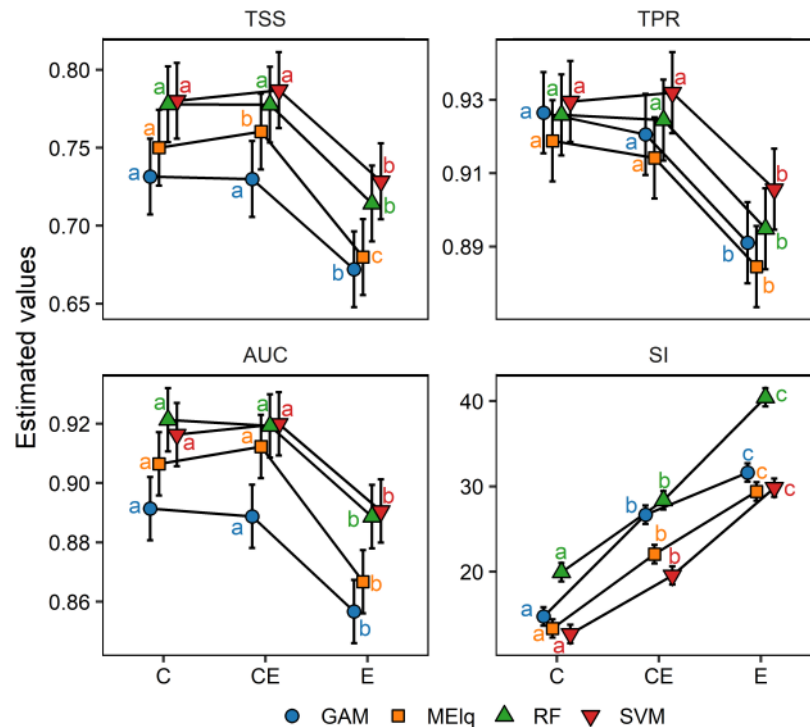 TSS
TPR
0.80
0.75
0.70
0.65
a a a a
a a b a
b c b b
0.93
0.91
0.89
a a a a
a a a a
b b b b
Estimated values
AUC
SI
0.92
0.90
0.88
0.86
a a a a
a a a a
b b b b
40
30
20
a a a a
b b b b
c c c c
C CE E
C CE E
GAM MElq RF SVM